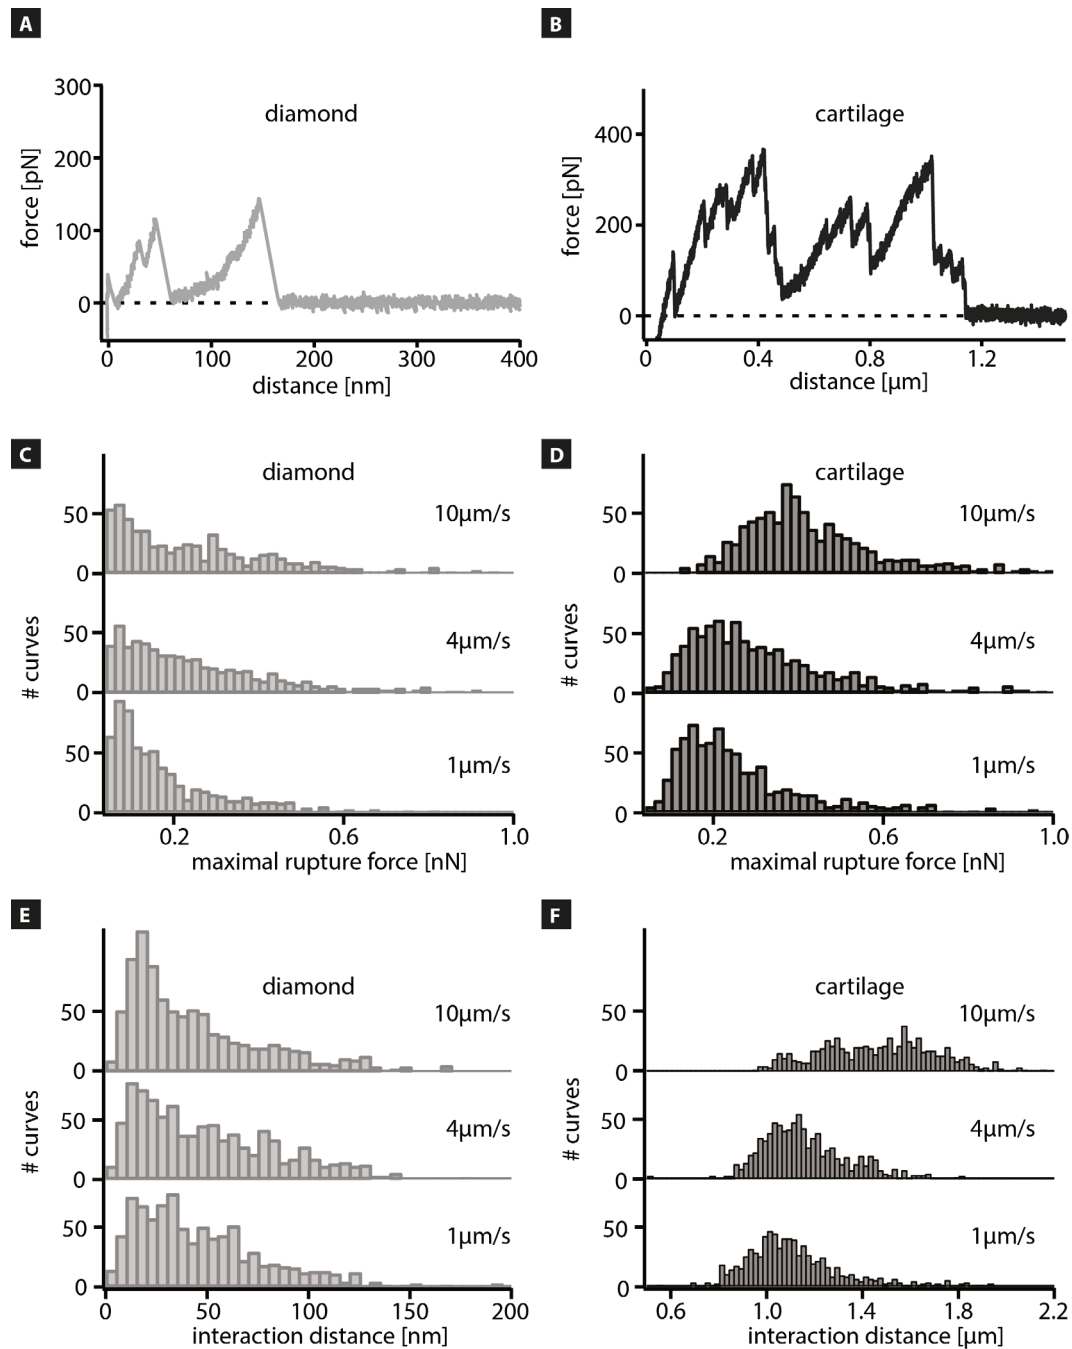 A
diamond
300
200
100
0
force [pN]
0 100 200 300 400
distance [nm]
B
cartilage
400
200
0
force [pN]
0 0.4 0.8 1.2
distance [µm]
C
diamond
10µm/s
50
0
4µm/s
50
0
1µm/s
50
0
# curves
0.2 0.6 1.0
maximal rupture force [nN]
D
cartilage
10µm/s
50
0
4µm/s
50
0
1µm/s
50
0
# curves
0.2 0.6 1.0
maximal rupture force [nN]
E
diamond
10µm/s
50
0
4µm/s
50
0
1µm/s
50
0
# curves
0 50 100 150 200
interaction distance [nm]
F
cartilage
10µm/s
50
0
4µm/s
50
0
1µm/s
50
0
# curves
0.6 1.0 1.4 1.8 2.2
interaction distance [µm]